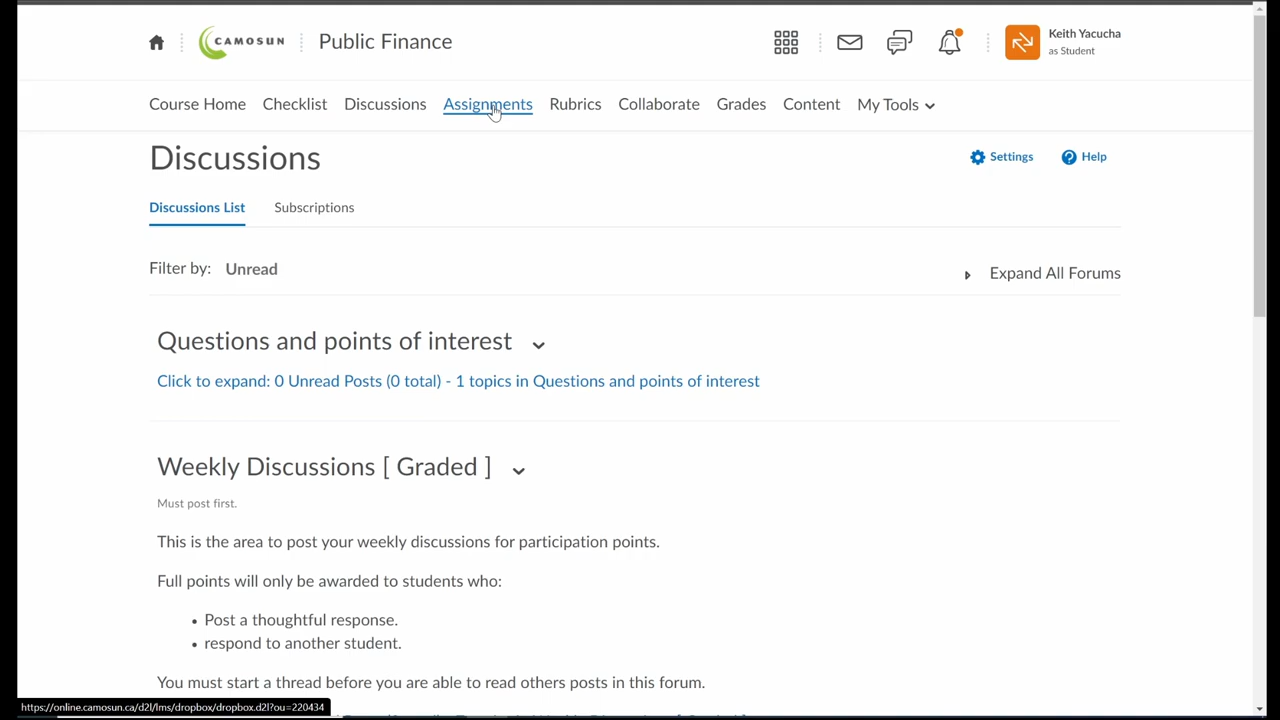 CAMOSUN
Public Finance
Keith Yacucha
as Student
Course Home Checklist Discussions Assignments Rubrics Collaborate Grades Content My Tools
Discussions
Settings Help
Discussions List Subscriptions
Filter by: Unread
Expand All Forums
Questions and points of interest
Click to expand: 0 Unread Posts (0 total) - 1 topics in Questions and points of interest
Weekly Discussions [ Graded ]
Must post first.
This is the area to post your weekly discussions for participation points.
Full points will only be awarded to students who:
• Post a thoughtful response.
• respond to another student.
You must start a thread before you are able to read others posts in this forum.
https://online.camosun.ca/d2l/lms/dropbox/dropbox.d2l?ou=220434